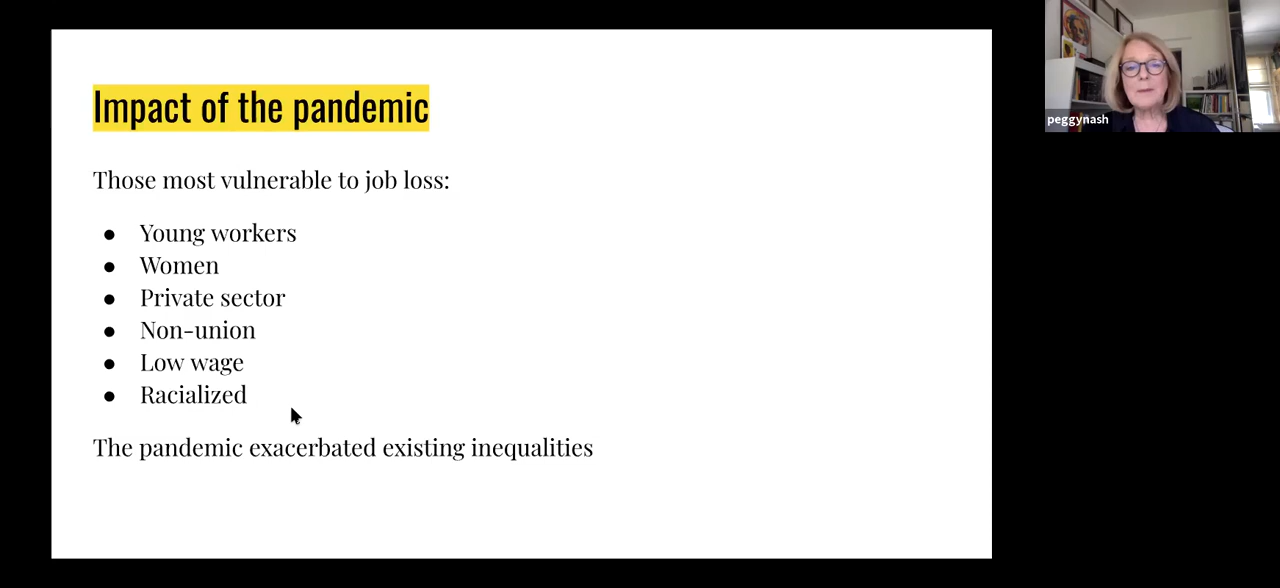 Impact of the pandemic
Those most vulnerable to job loss:
● Young workers
● Women
● Private sector
● Non-union
● Low wage
● Racialized
The pandemic exacerbated existing inequalities
peggynash